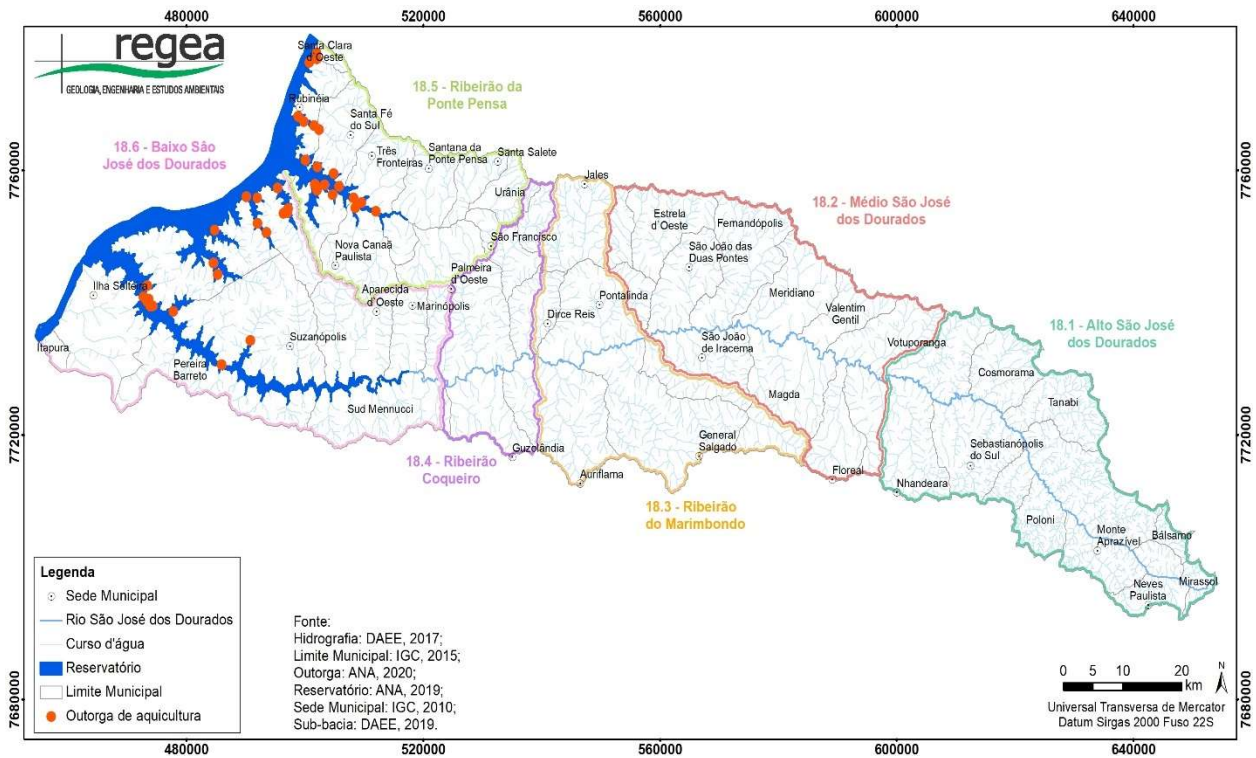 480000 520000 560000 600000 640000
regea
GEOLOGIA, ENGENHARIA E ESTUDOS AMBIENTAIS
Santa Clara
d'Oeste
18.5 - Ribeirão da
Ponte Pensa
Rubinéia
Santa Fé
do Sul
18.6 - Baixo São
José dos Dourados
Três
Fronteiras
Santana da
Ponte Pensa
Santa Salete
7760000
7760000
Jales
Urânia
18.2 - Médio São José
dos Dourados
Estrela
d'Oeste
Fernandópolis
São Francisco
Nova Canaã
Paulista
São João das
Duas Pontes
Palmeira
d'Oeste
Ilha Solteira
Aparecida
d'Oeste
Marinópolis
Pontalinda
Meridiano
Dirce Reis
Valentim
Gentil
18.1 - Alto São José
dos Dourados
Itapura
Suzanópolis
São João
de Iracema
Votuporanga
Pereira
Barreto
Cosmorama
Magda
Tanabi
Sud Mennucci
7720000
7720000
General
Salgado
Sebastianópolis
do Sul
Guzolândia
18.4 - Ribeirão
Coqueiro
Auriflama
Floreal
Nhandeara
18.3 - Ribeirão
do Marimbondo
Poloni
Monte
Aprazível
Bálsamo
Neves
Paulista
Mirassol
Legenda
Sede Municipal
Rio São José dos Dourados
Curso d'água
Reservatório
Limite Municipal
Outorga de aquicultura
Fonte:
Hidrografia: DAEE, 2017;
Limite Municipal: IGC, 2015;
Outorga: ANA, 2020;
Reservatório: ANA, 2019;
Sede Municipal: IGC, 2010;
Sub-bacia: DAEE, 2019.
0 5 10 20
km
N
Universal Transversa de Mercator
Datum Sirgas 2000 Fuso 22S
7680000
7680000
480000 520000 560000 600000 640000